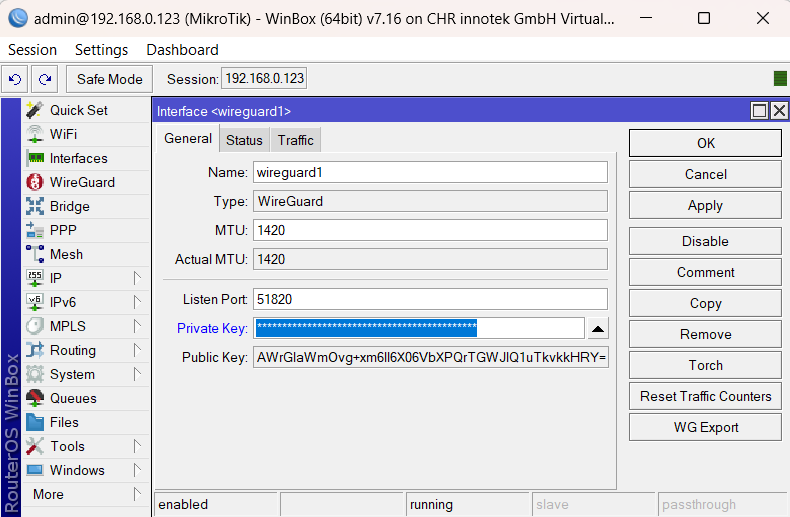 admin@192.168.0.123 (MikroTik) - WinBox (64bit) v7.16 on CHR innotek GmbH Virtual...
Session Settings Dashboard
Safe Mode Session: 192.168.0.123
Quick Set
WiFi
Interfaces
WireGuard
Bridge
PPP
Mesh
IP
IPv6
MPLS
Routing
System
Queues
Files
Tools
Windows
More
RouterOS WinBox
Interface <wireguard1>
General Status Traffic
Name: wireguard1
Type: WireGuard
MTU: 1420
Actual MTU: 1420
Listen Port: 51820
Private Key: ********************************************
Public Key: AWrGlaWmOvg+xm6ll6X06VbXPQrTGWJlQ1uTkvkkHRY=
OK
Cancel
Apply
Disable
Comment
Copy
Remove
Torch
Reset Traffic Counters
WG Export
enabled running slave passthrough